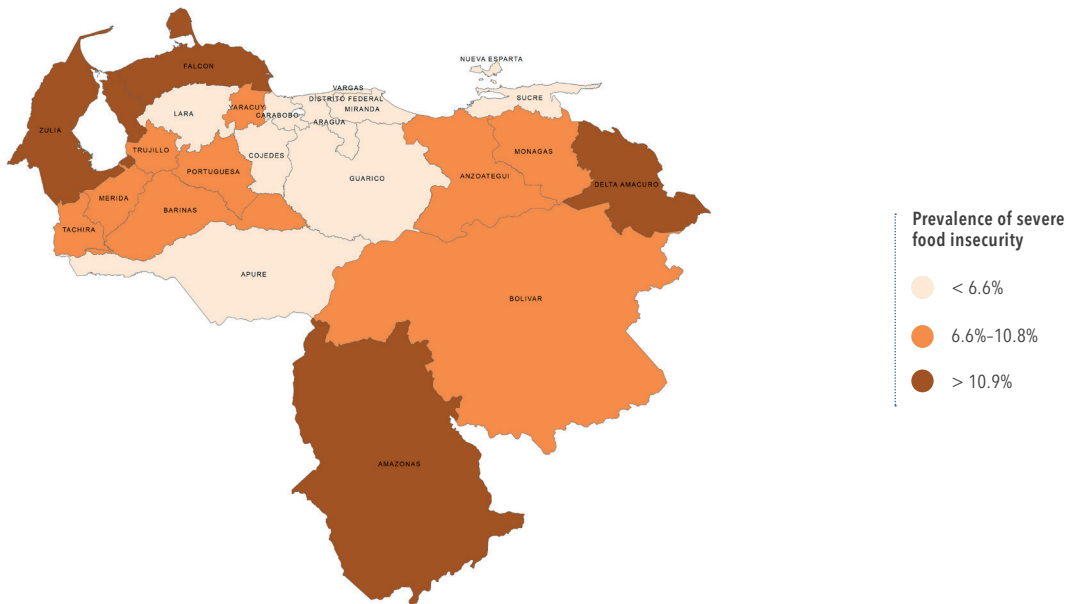 NUEVA ESPARTA
FALCON
VARGAS
DISTRITO FEDERAL
SUCRE
YARACUY
MIRANDA
LARA
CARABOBO
ARAGUA
ZULIA
TRUJILLO
COJEDES
MONAGAS
PORTUGUESA
ANZOATEGUI
GUARICO
DELTA AMACURO
MERIDA
BARINAS
TACHIRA
APURE
BOLIVAR
AMAZONAS
Prevalence of severe
food insecurity
< 6.6%
6.6%–10.8%
> 10.9%